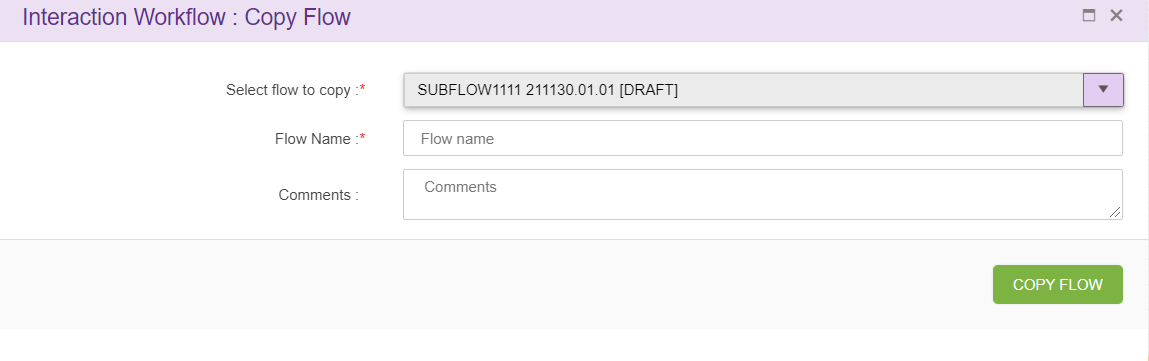 Interaction Workflow : Copy Flow
Select flow to copy :* SUBFLOW1111 211130.01.01 [DRAFT]
Flow Name :* Flow name
Comments : Comments
COPY FLOW